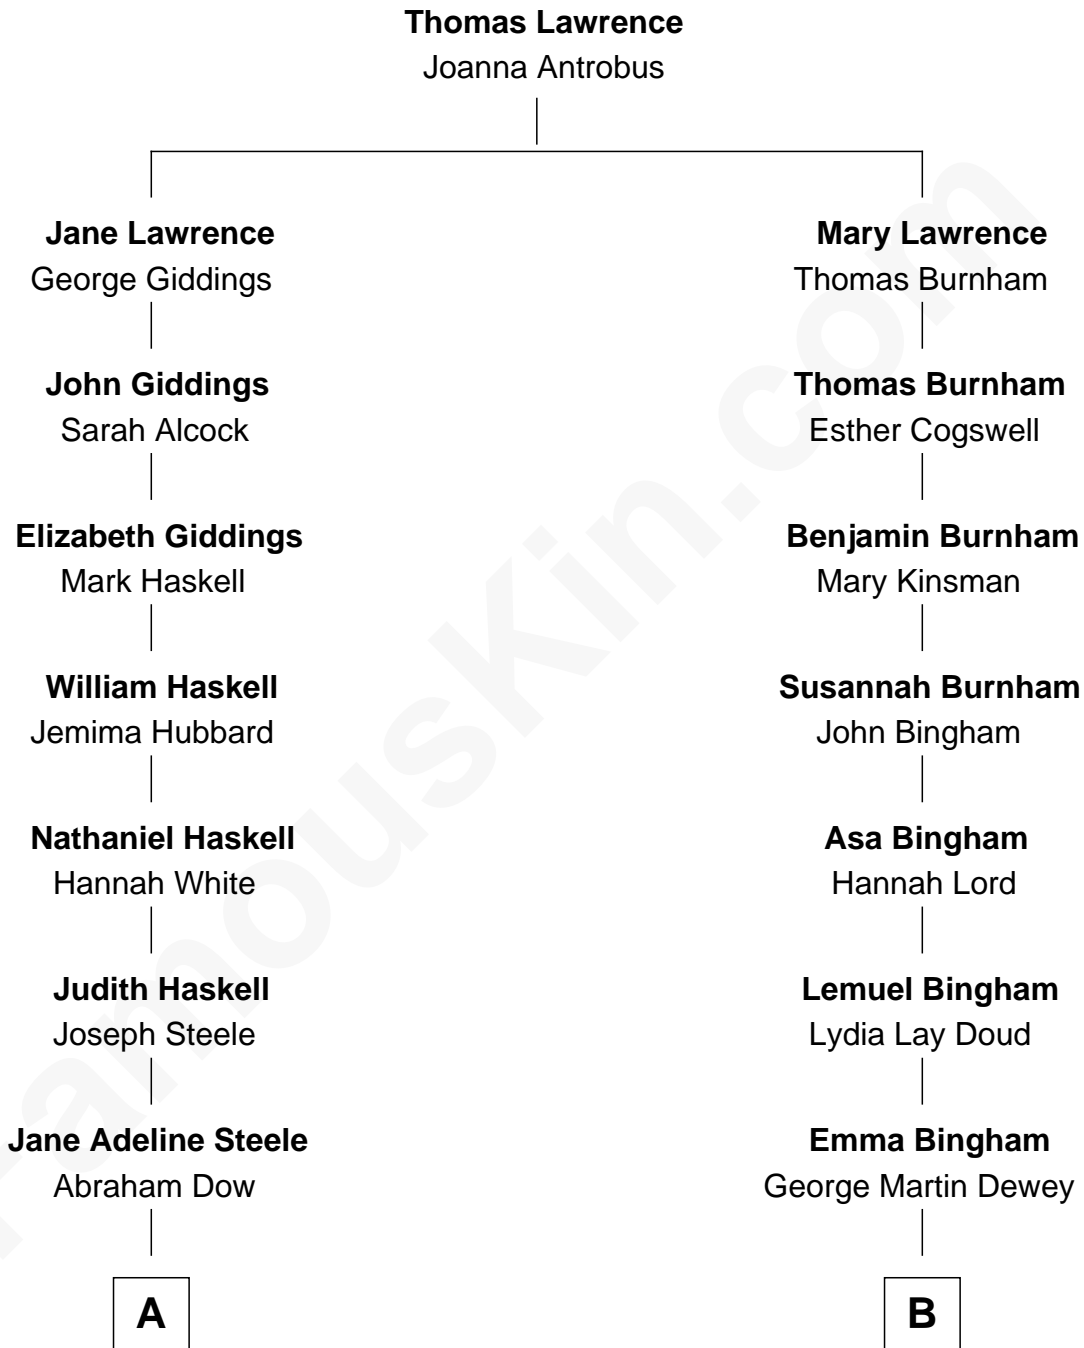 Thomas Lawrence
Joanna Antrobus
Jane Lawrence
George Giddings
Mary Lawrence
Thomas Burnham
John Giddings
Sarah Alcock
Thomas Burnham
Esther Cogswell
Elizabeth Giddings
Mark Haskell
Benjamin Burnham
Mary Kinsman
William Haskell
Jemima Hubbard
Susannah Burnham
John Bingham
Nathaniel Haskell
Hannah White
Asa Bingham
Hannah Lord
Judith Haskell
Joseph Steele
Lemuel Bingham
Lydia Lay Doud
Jane Adeline Steele
Abraham Dow
Emma Bingham
George Martin Dewey
A
B
FamousKin.com